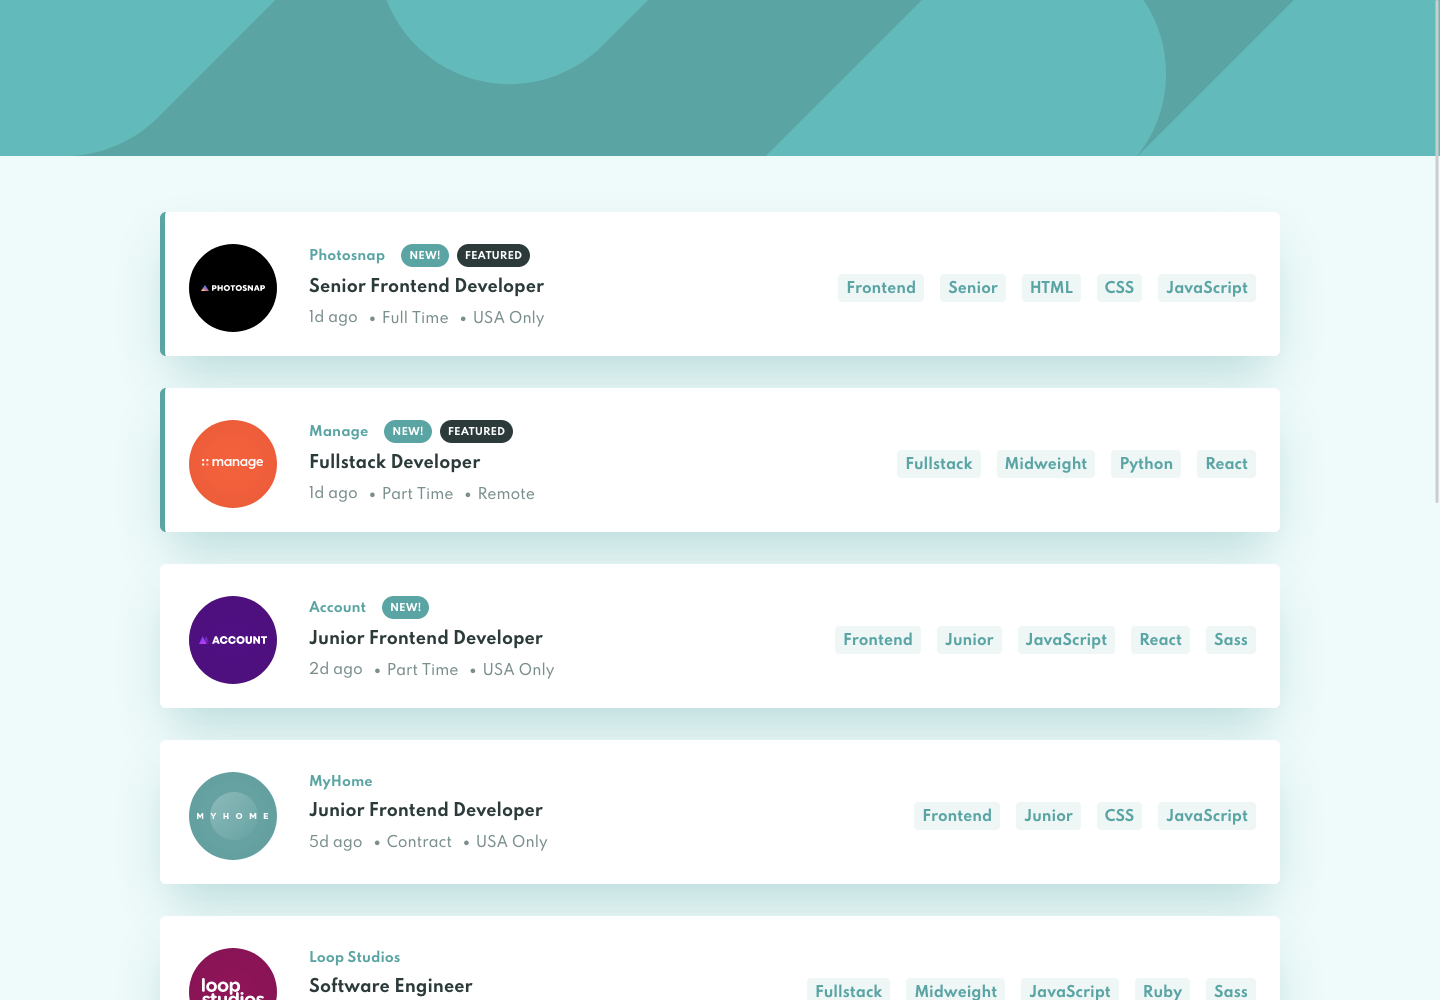 PHOTOSNAP
Photosnap NEW! FEATURED
Senior Frontend Developer
1d ago • Full Time • USA Only
Frontend Senior HTML CSS JavaScript
manage
Manage NEW! FEATURED
Fullstack Developer
1d ago • Part Time • Remote
Fullstack Midweight Python React
ACCOUNT
Account NEW!
Junior Frontend Developer
2d ago • Part Time • USA Only
Frontend Junior JavaScript React Sass
MYHOME
MyHome
Junior Frontend Developer
5d ago • Contract • USA Only
Frontend Junior CSS JavaScript
loop
studios
Loop Studios
Software Engineer
Fullstack Midweight JavaScript Ruby Sass